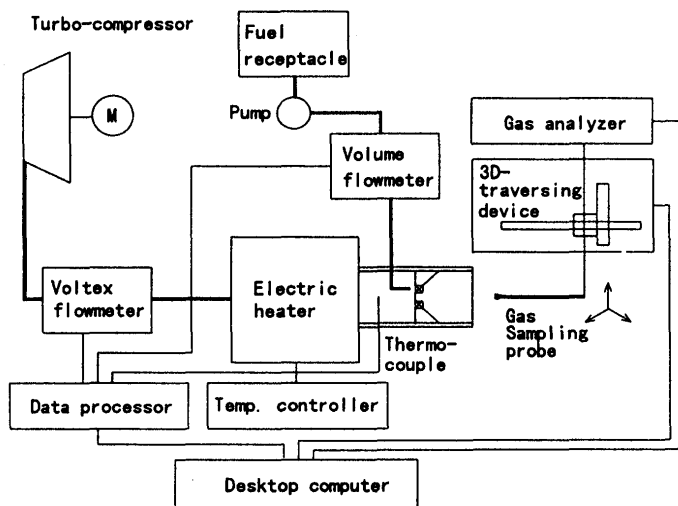 Turbo-compressor
M
Fuel
receptacle
Pump
Volume
flowmeter
Gas analyzer
3D-
traversing
device
Voltex
flowmeter
Electric
heater
Thermo-
couple
Gas
Sampling
probe
Data processor
Temp. controller
Desktop computer